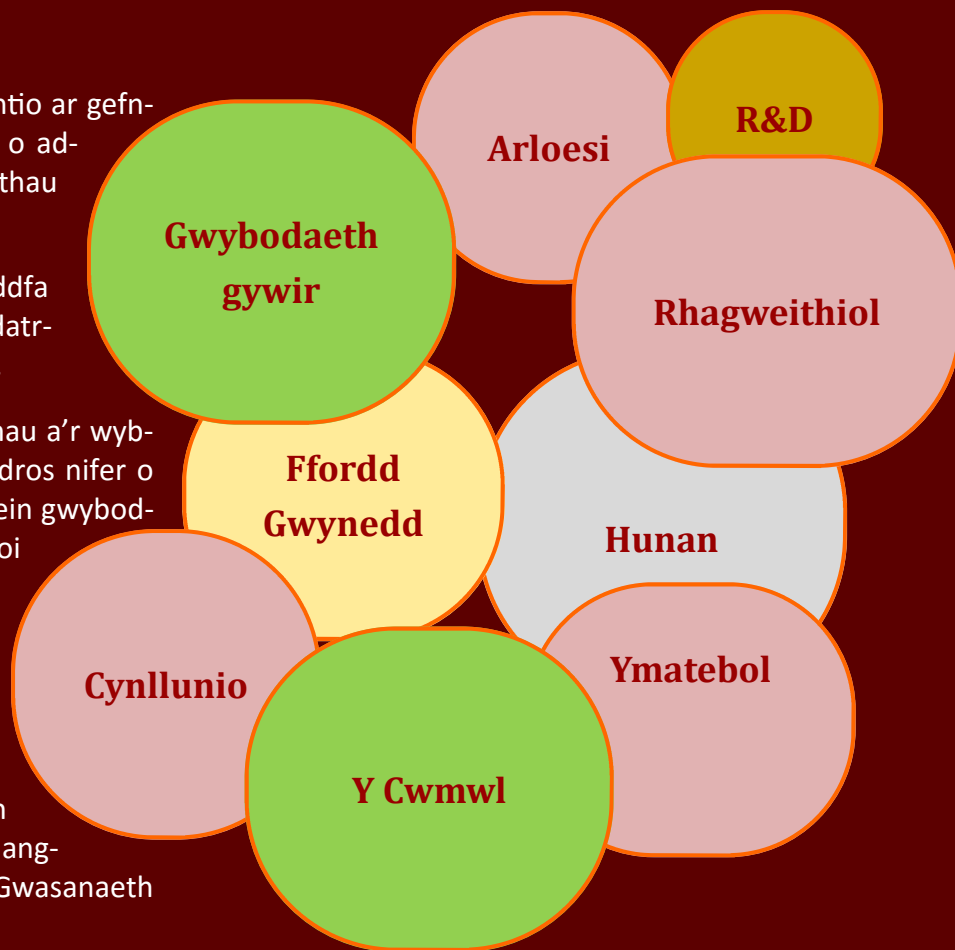 ntio ar gefn-
o ad-
thau
ddfa
datr-
nau a'r wyb-
dros nifer o
ein gwybod-
oi
n
ang-
Gwasanaeth
Arloesi
R&D
Gwybodaeth
gywir
Rhagweithiol
Ffordd
Gwynedd
Hunan
Cynllunio
Ymatebol
Y Cwmwl